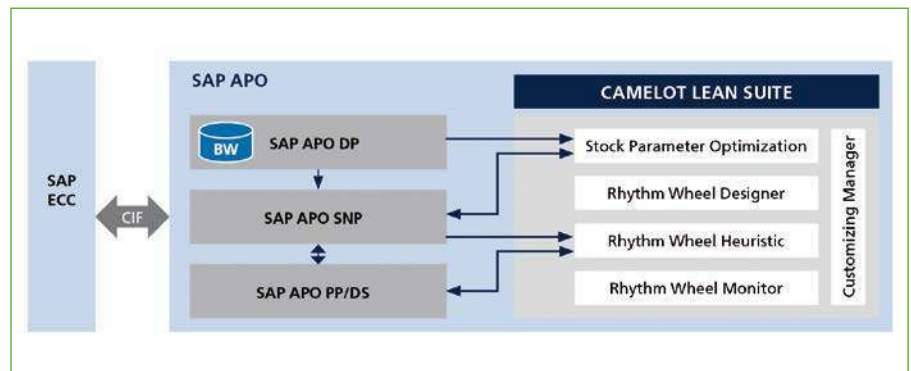 SAP
ECC
CIF
SAP APO
BW
SAP APO DP
SAP APO SNP
SAP APO PP/DS
CAMELOT LEAN SUITE
Stock Parameter Optimization
Rhythm Wheel Designer
Rhythm Wheel Heuristic
Rhythm Wheel Monitor
Customizing Manager